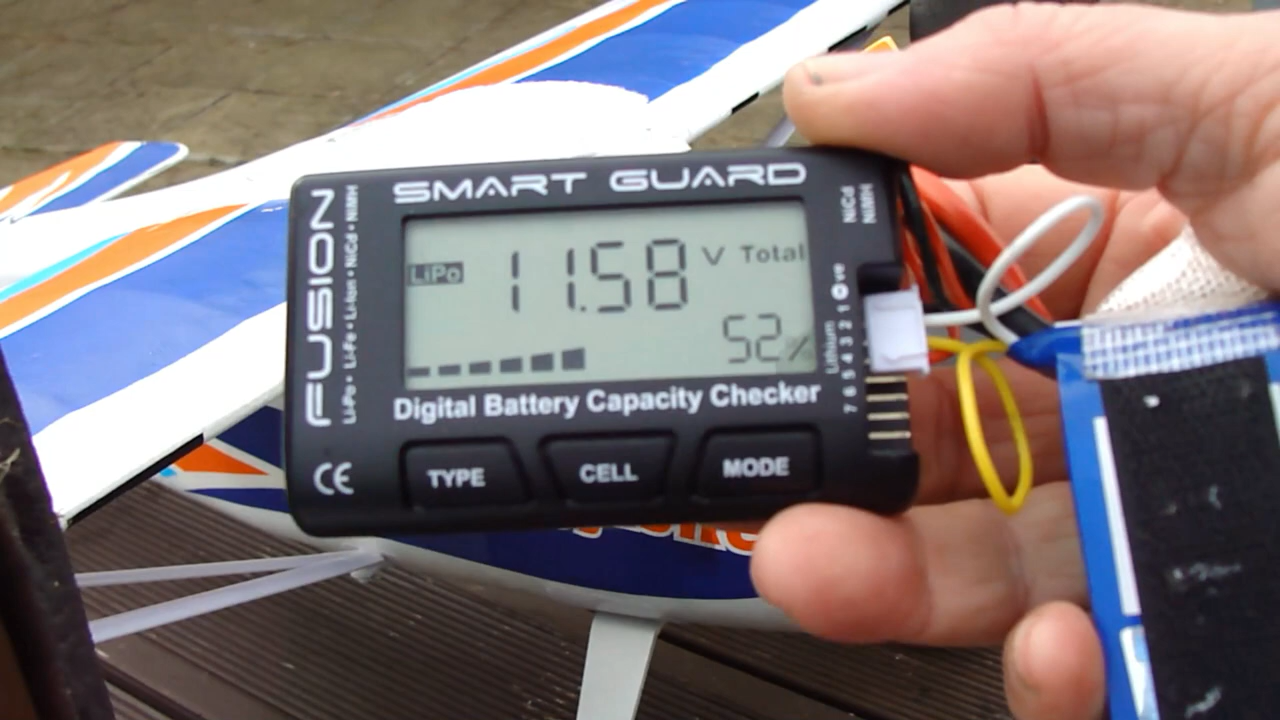 SMART GUARD
FUSION
Li-Po • Li-Fe • Li-Ion • NiCd • NiMH
NiCd
NiMH
LiPo
11.58 V Total
52%
Lithium
7 6 5 4 3 2 1 ve
Digital Battery Capacity Checker
CE
TYPE
CELL
MODE